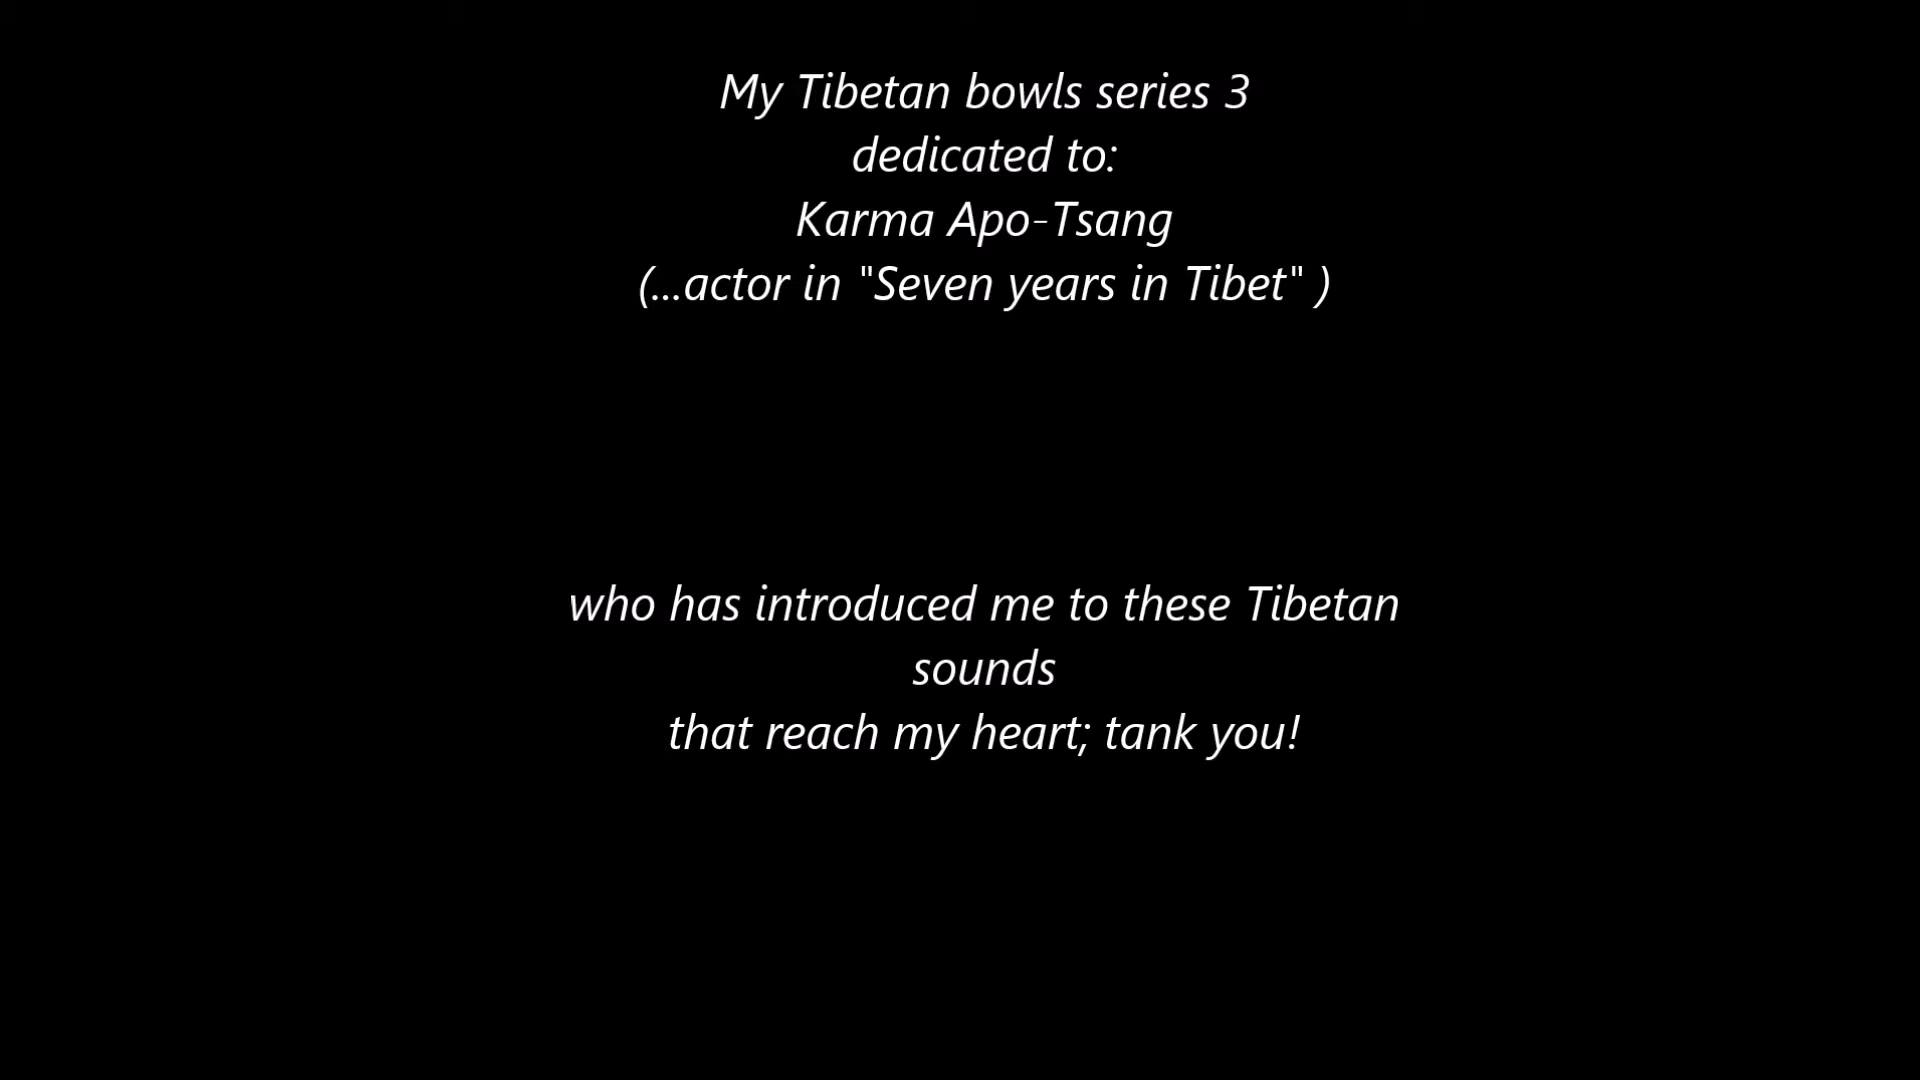 My Tibetan bowls series 3
dedicated to:
Karma Apo-Tsang
(...actor in "Seven years in Tibet" )
who has introduced me to these Tibetan
sounds
that reach my heart; tank you!